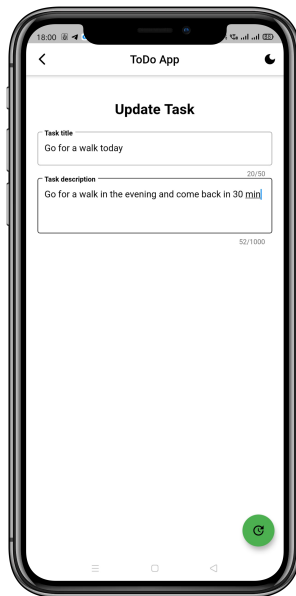 18:00
ToDo App
Update Task
Task title
Go for a walk today
20/50
Task description
Go for a walk in the evening and come back in 30 min
52/1000